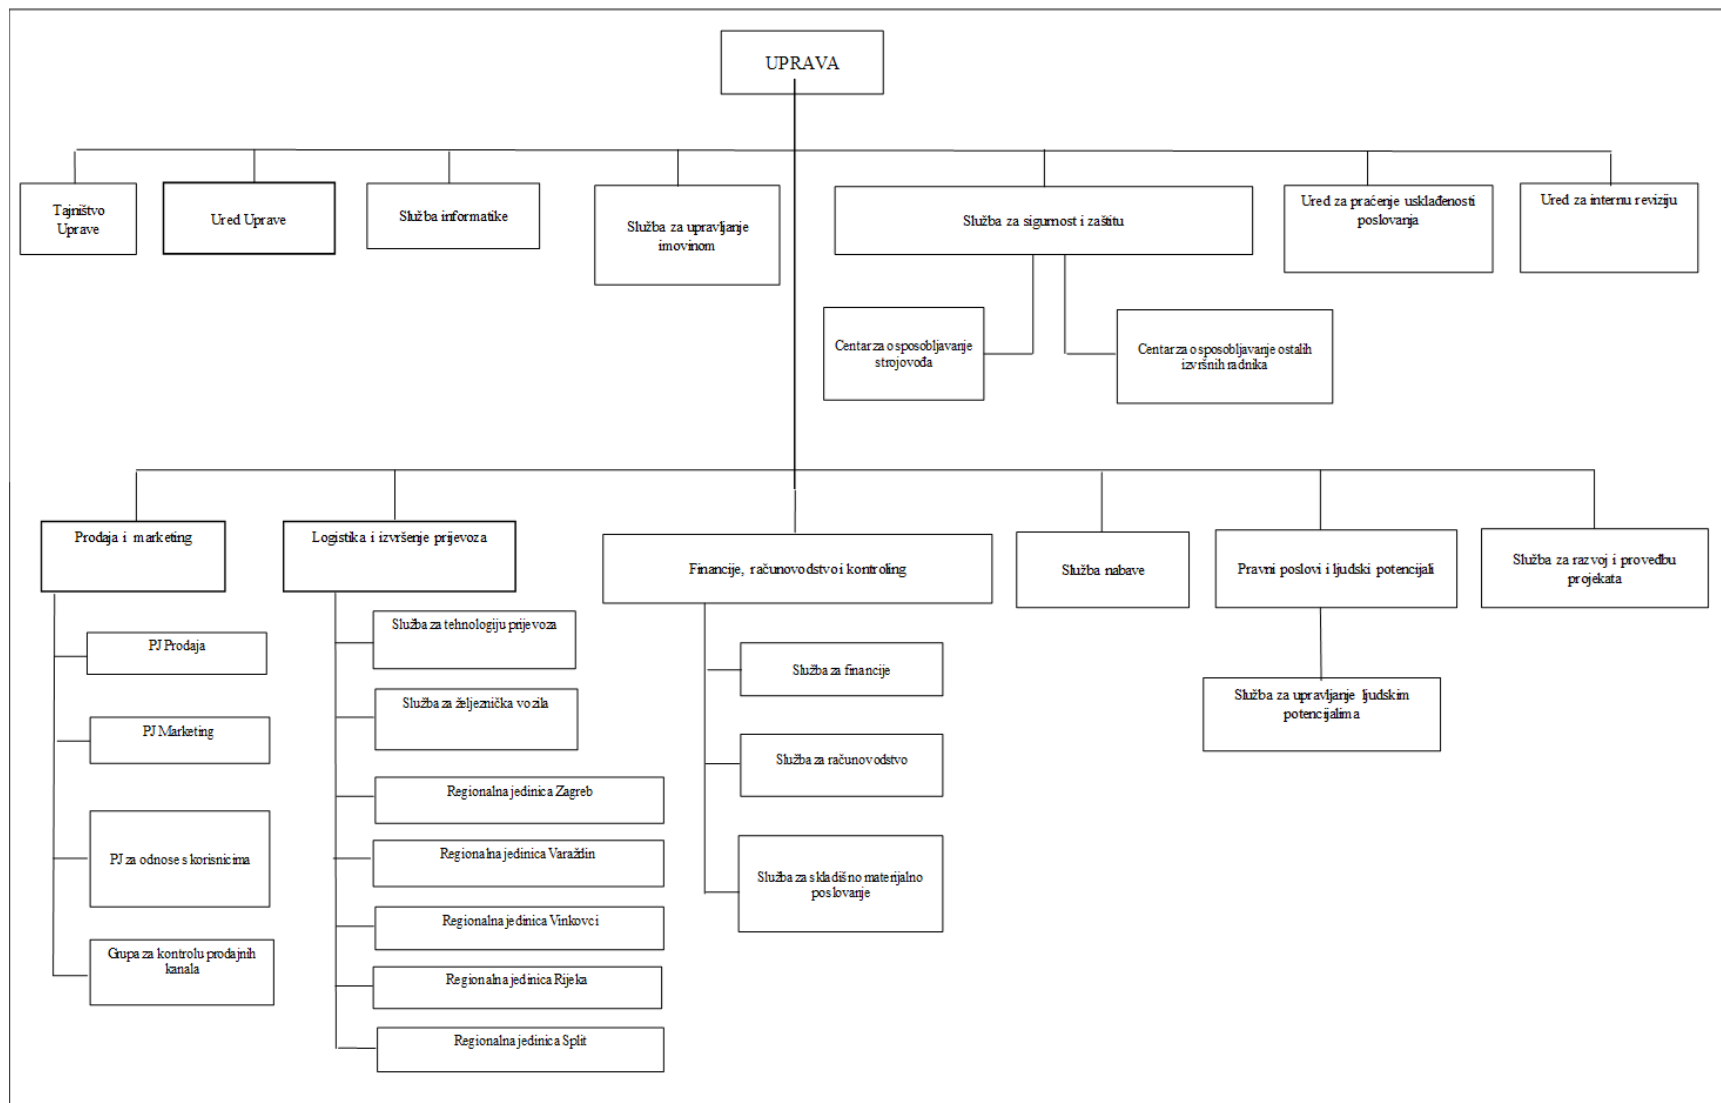 UPRAVA
Tajništvo
Uprave
Ured Uprave
Služba informatike
Služba za upravljanje
imovinom
Služba za sigurnost i zaštitu
Ured za praćenje usklađenosti
poslovanja
Ured za internu reviziju
Centar za osposobljavanje
strojovođa
Centar za osposobljavanje ostalih
izvršnih radnika
Prodaja i marketing
Logistika i izvršenje prijevoza
Financije, računovodstvo i kontroling
Služba nabave
Pravni poslovi i ljudski potencijali
Služba za razvoj i provedbu
projekata
PJ Prodaja
PJ Marketing
PJ za odnose s korisnicima
Grupa za kontrolu prodajnih
kanala
Služba za tehnologiju prijevoza
Služba za željeznička vozila
Regionalna jedinica Zagreb
Regionalna jedinica Varaždin
Regionalna jedinica Vinkovci
Regionalna jedinica Rijeka
Regionalna jedinica Split
Služba za financije
Služba za računovodstvo
Služba za skladišno materijalno
poslovanje
Služba za upravljanje ljudskim
potencijalima